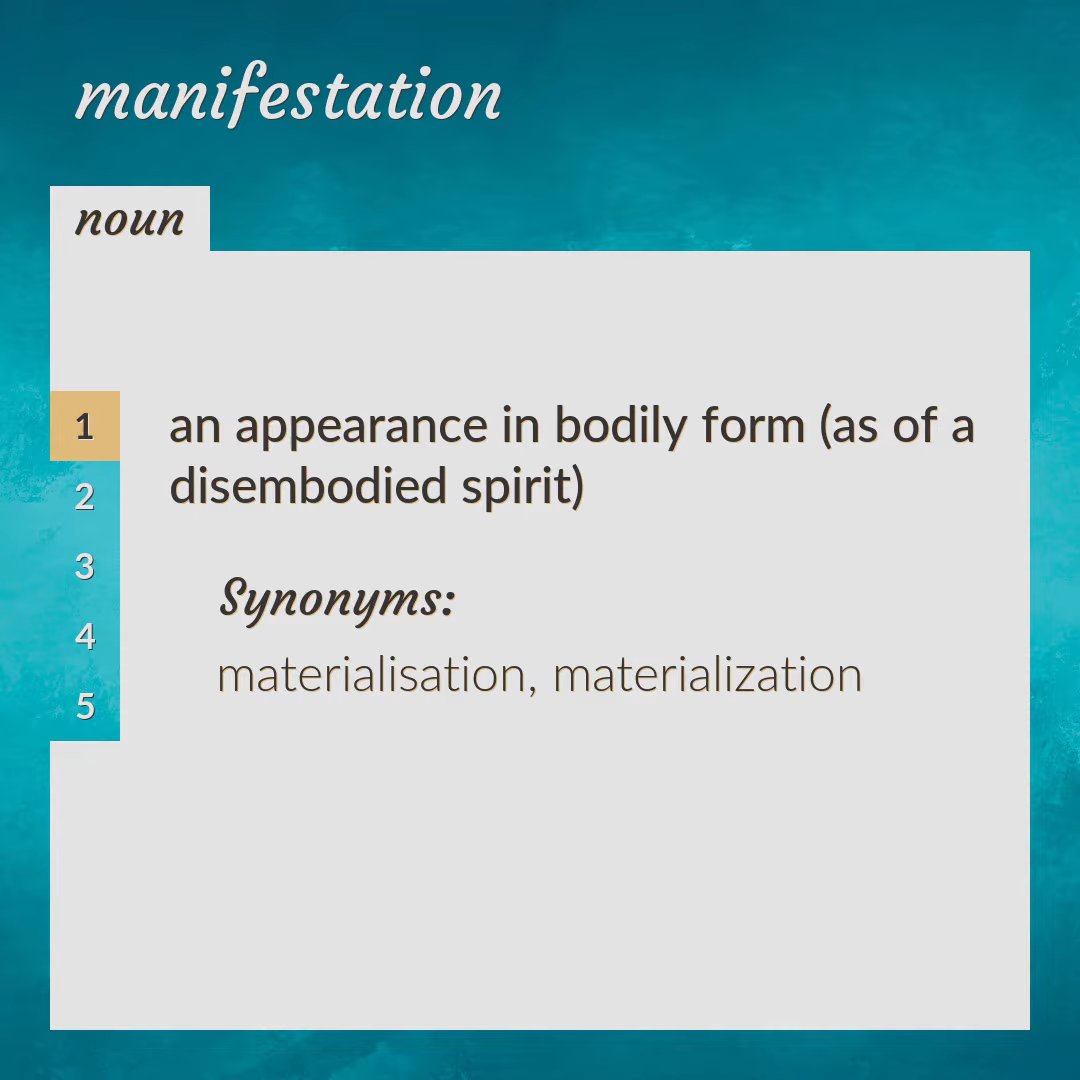 manifestation
noun
1
an appearance in bodily form (as of a
disembodied spirit)
2
3
4
5
Synonyms:
materialisation, materialization